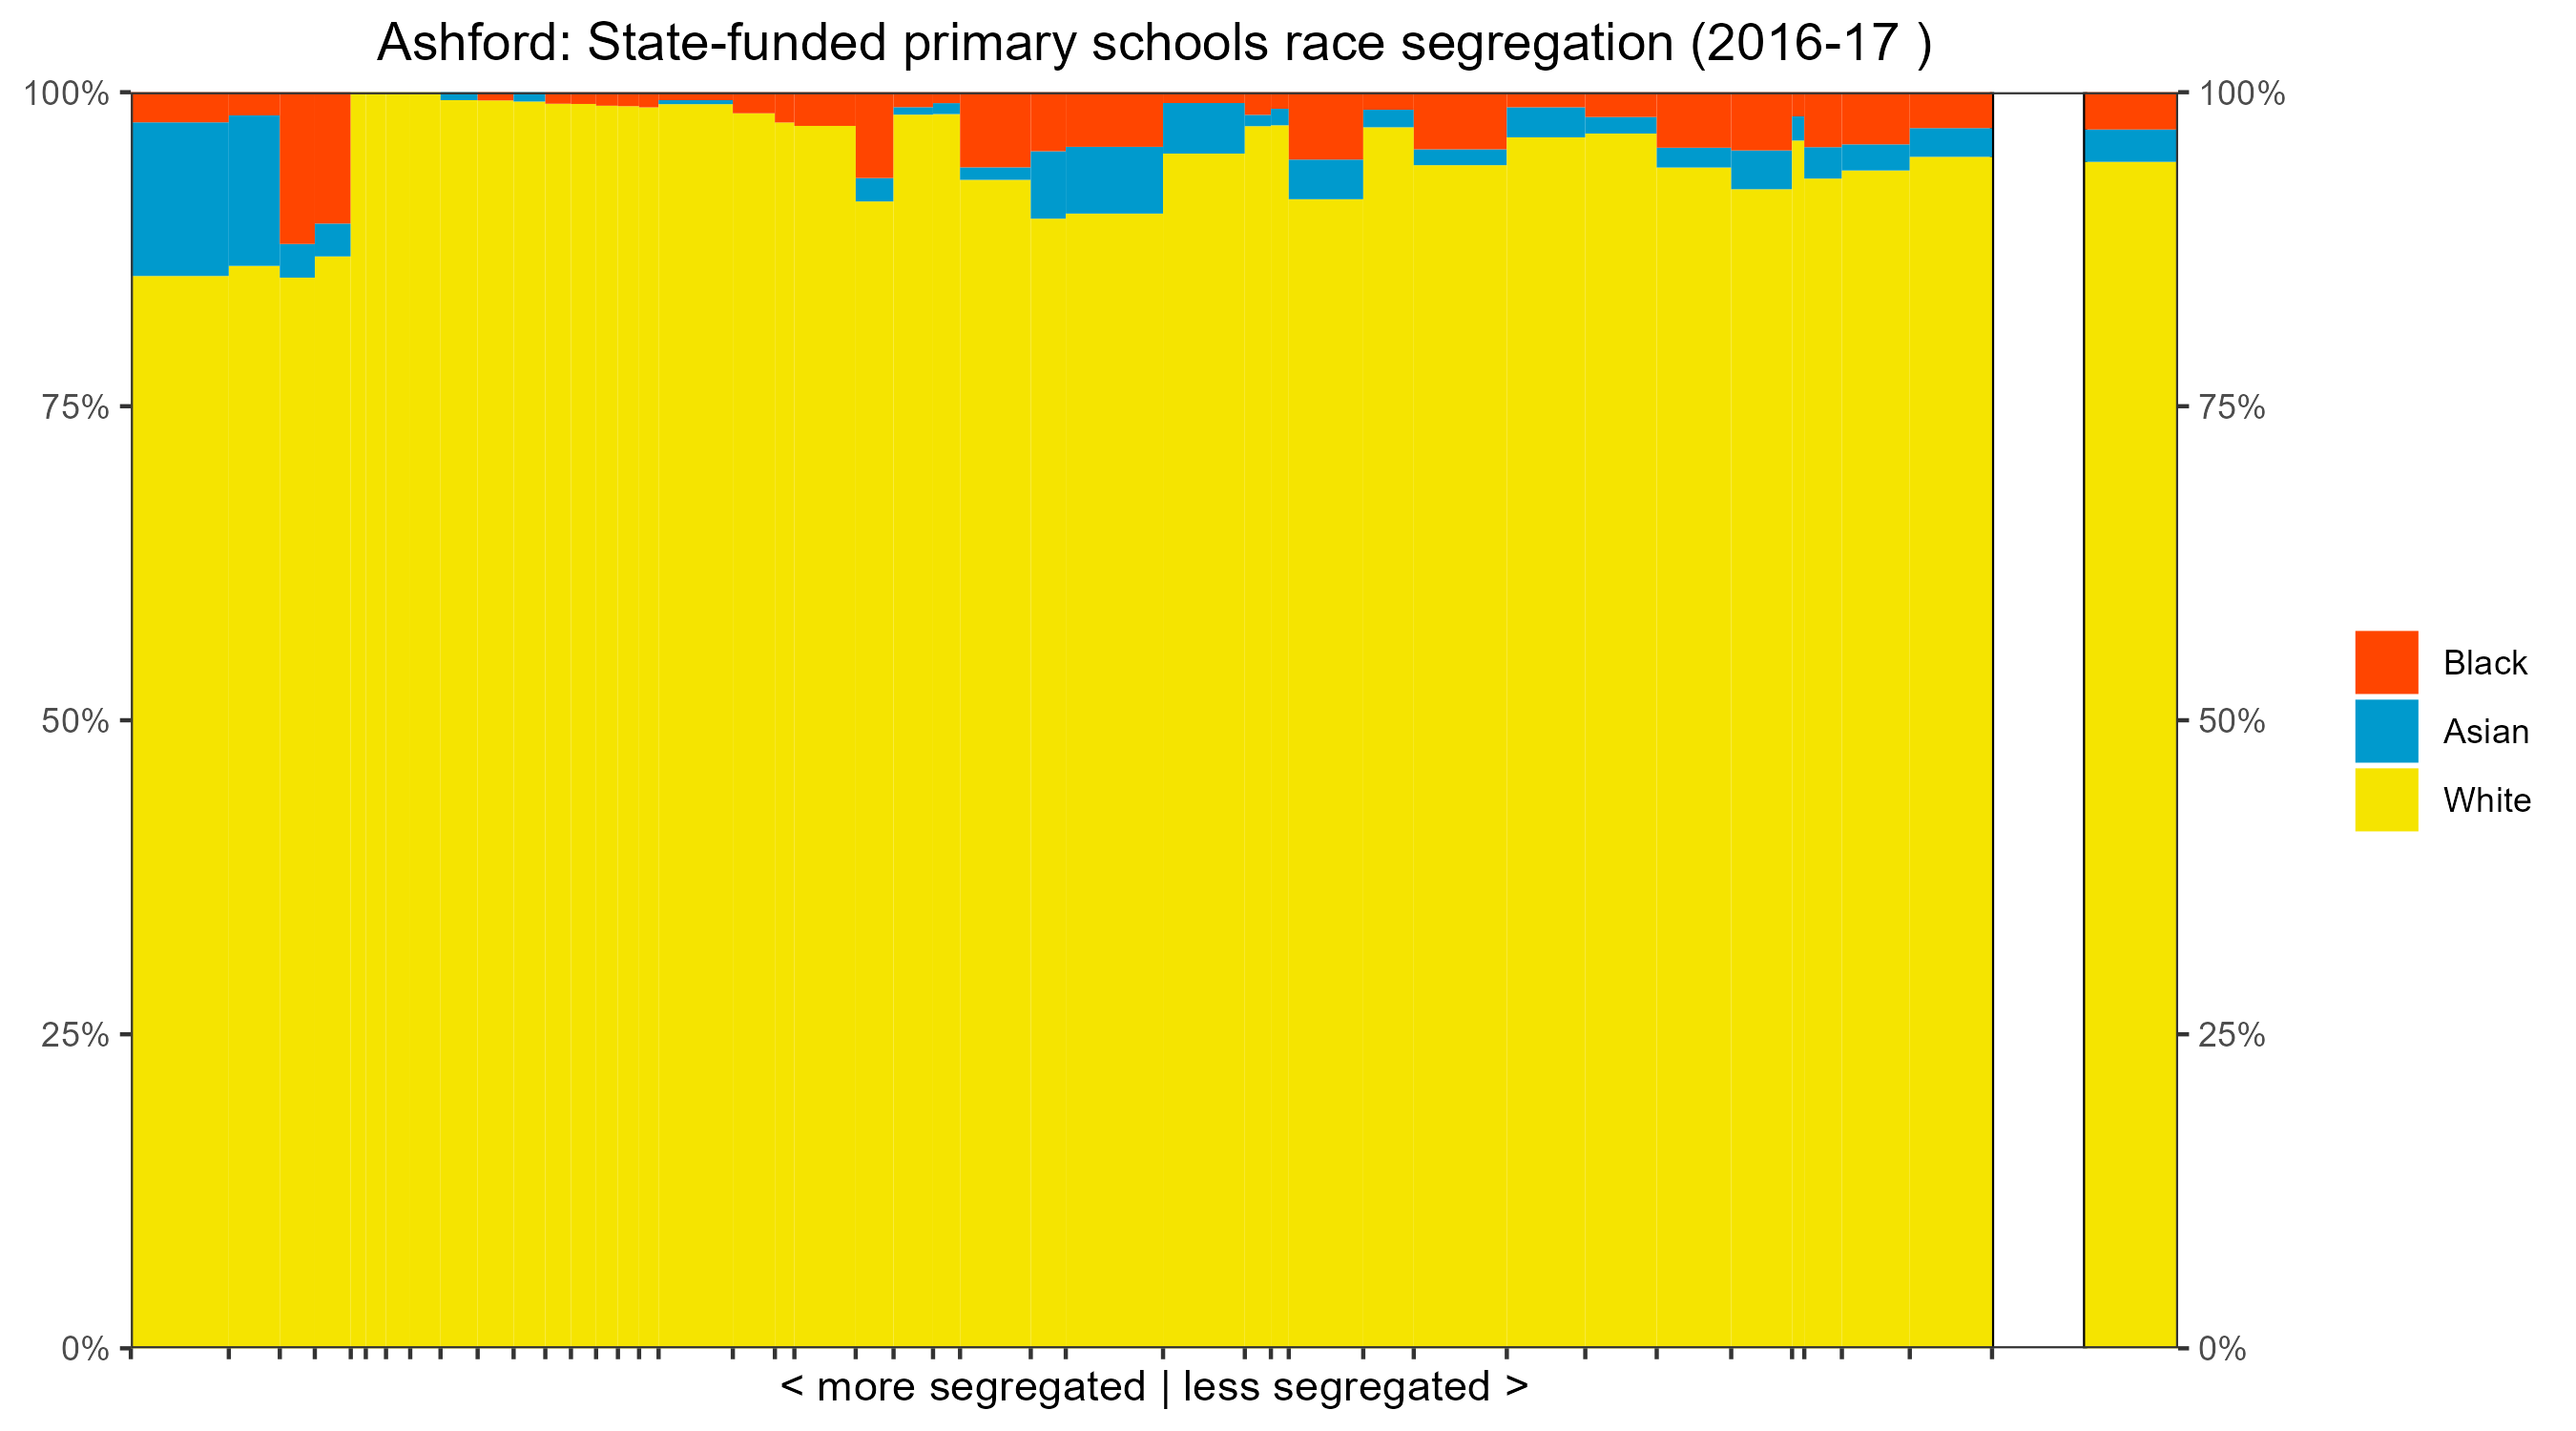 Ashford: State-funded primary schools race segregation (2016-17 )
100%
75%
50%
25%
0%
100%
75%
50%
25%
0%
Black
Asian
White
< more segregated | less segregated >